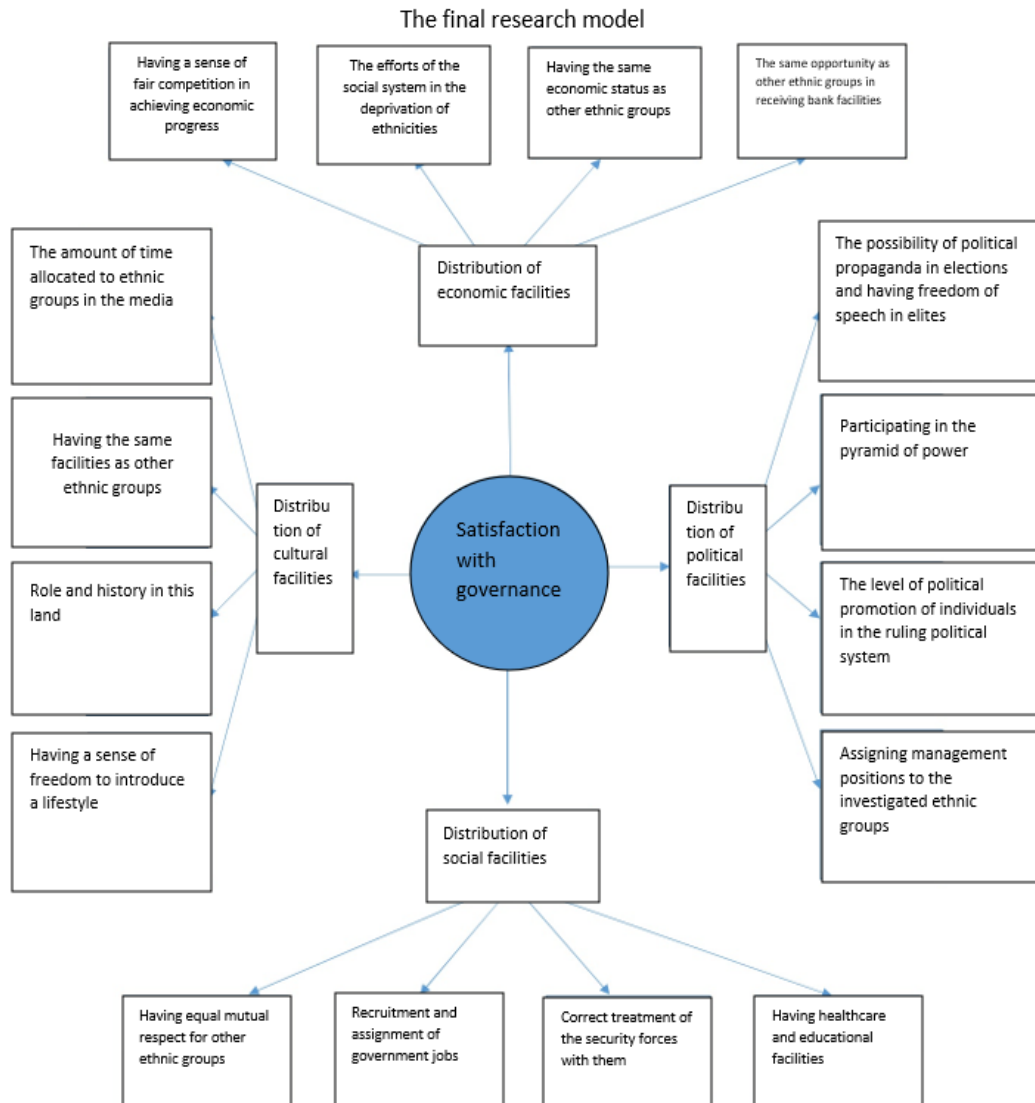 The final research model
Having a sense
of fair competition in
achieving economic
progress
The efforts of the
social system in the
deprivation of
ethnicities
Having the same
economic status as
other ethnic groups
The same opportunity as
other ethnic groups in
receiving bank facilities
The amount of time
allocated to ethnic
groups in the media
Distribution of
economic facilities
The possibility of political
propaganda in elections
and having freedom of
speech in elites
Having the same
facilities as other
ethnic groups
Participating in the
pyramid of power
Distribu
tion of
cultural
facilities
Satisfaction
with
governance
Distribu
tion of
political
facilities
Role and history in this
land
The level of political
promotion of individuals
in the ruling political
system
Having a sense of
freedom to introduce
a lifestyle
Assigning management
positions to the
investigated ethnic
groups
Distribution of
social facilities
Having equal mutual
respect for other
ethnic groups
Recruitment and
assignment of
government jobs
Correct treatment of
the security forces
with them
Having healthcare
and educational
facilities